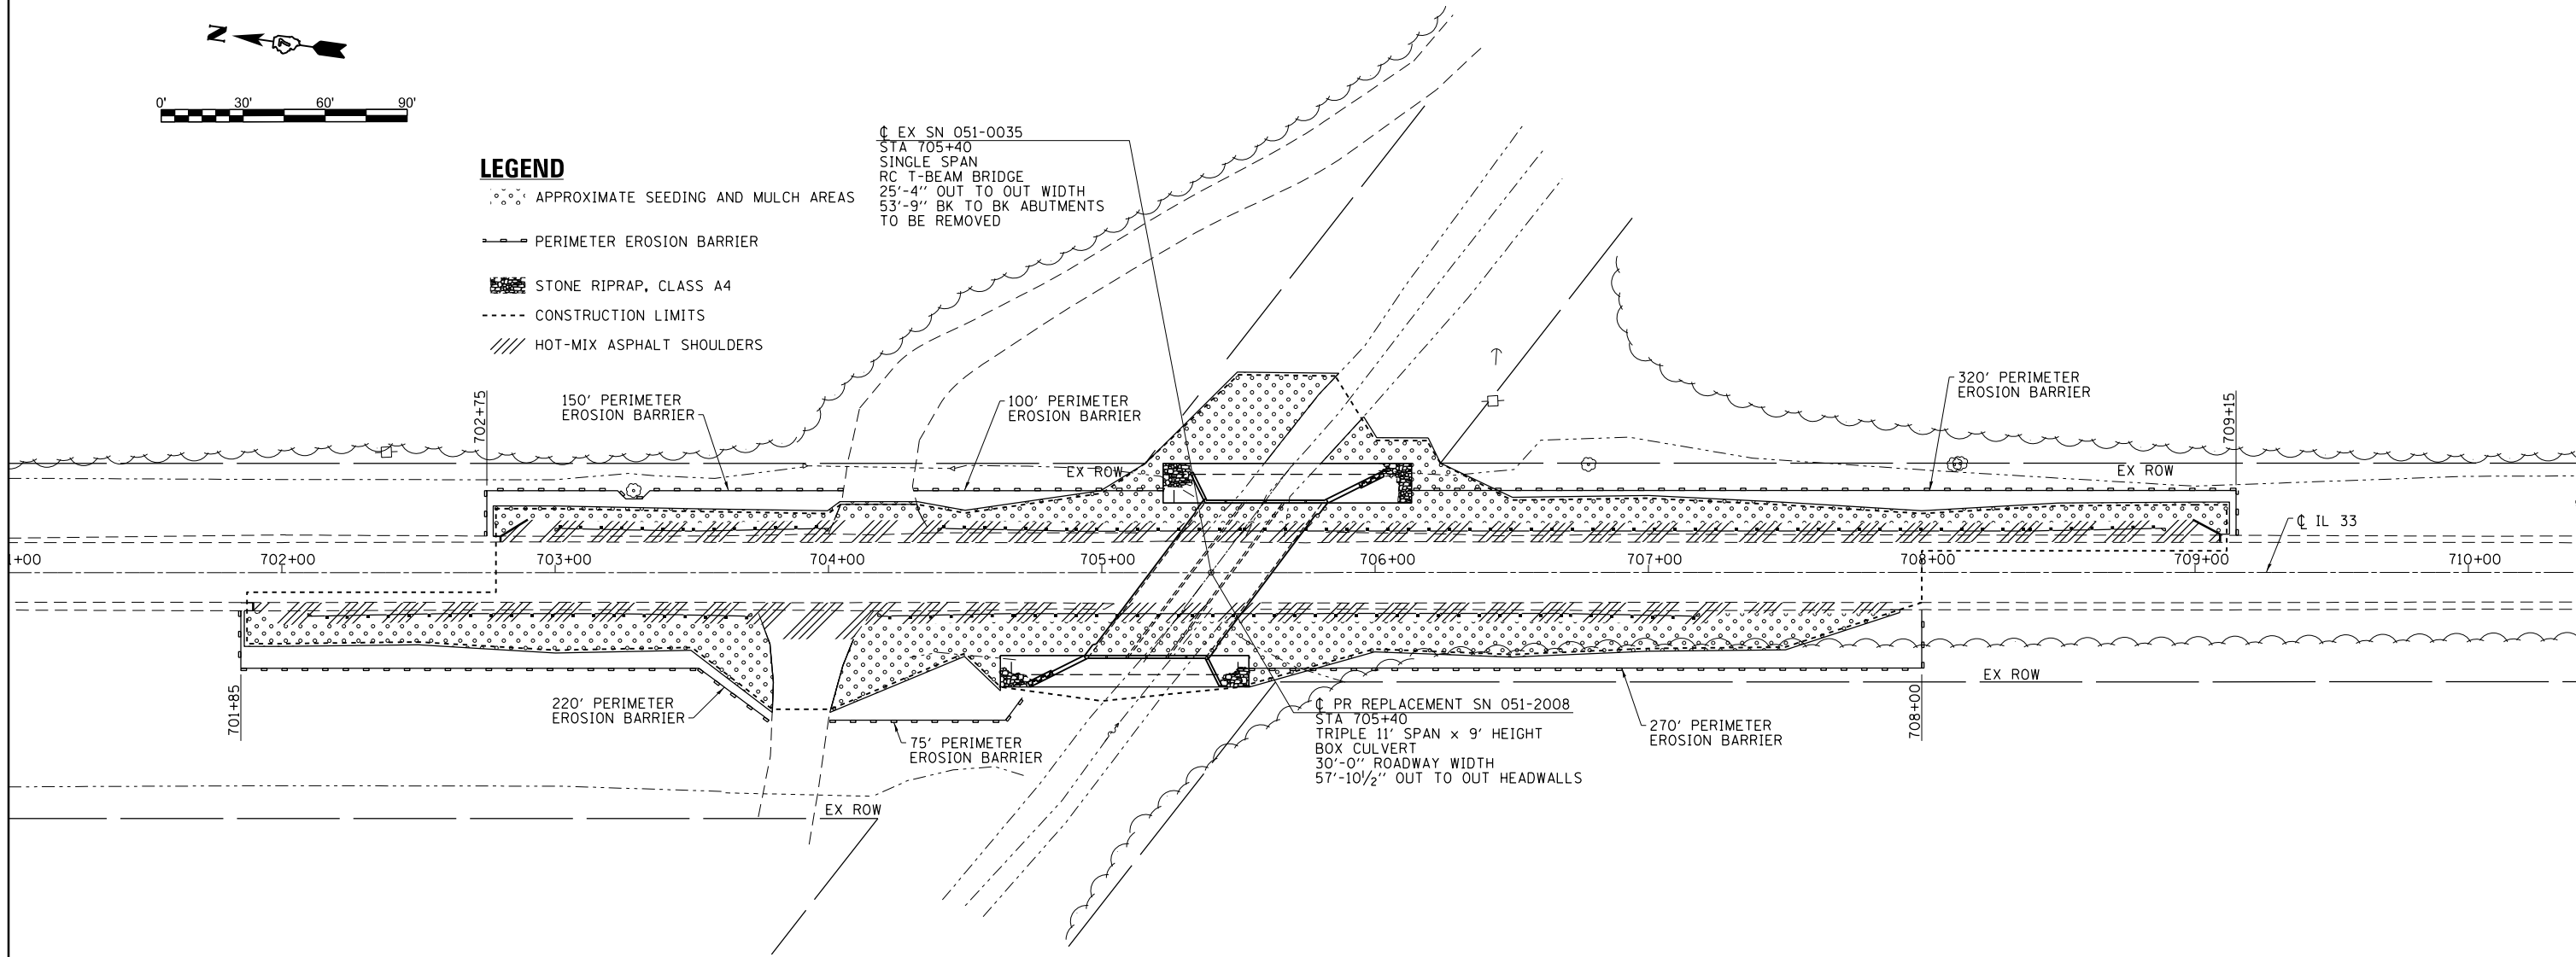 N
0' 30' 60' 90'
LEGEND
APPROXIMATE SEEDING AND MULCH AREAS
PERIMETER EROSION BARRIER
STONE RIPRAP, CLASS A4
CONSTRUCTION LIMITS
HOT-MIX ASPHALT SHOULDERS
℄ EX SN 051-0035
STA 705+40
SINGLE SPAN
RC T-BEAM BRIDGE
25'-4" OUT TO OUT WIDTH
53'-9" BK TO BK ABUTMENTS
TO BE REMOVED
702+75
150' PERIMETER
EROSION BARRIER
100' PERIMETER
EROSION BARRIER
320' PERIMETER
EROSION BARRIER
709+15
EX ROW
EX ROW
℄ IL 33
1+00 702+00 703+00 704+00 705+00 706+00 707+00 708+00 709+00 710+00
EX ROW
701+85
220' PERIMETER
EROSION BARRIER
75' PERIMETER
EROSION BARRIER
℄ PR REPLACEMENT SN 051-2008
STA 705+40
TRIPLE 11' SPAN x 9' HEIGHT
BOX CULVERT
30'-0" ROADWAY WIDTH
57'-10½" OUT TO OUT HEADWALLS
270' PERIMETER
EROSION BARRIER
708+00
EX ROW